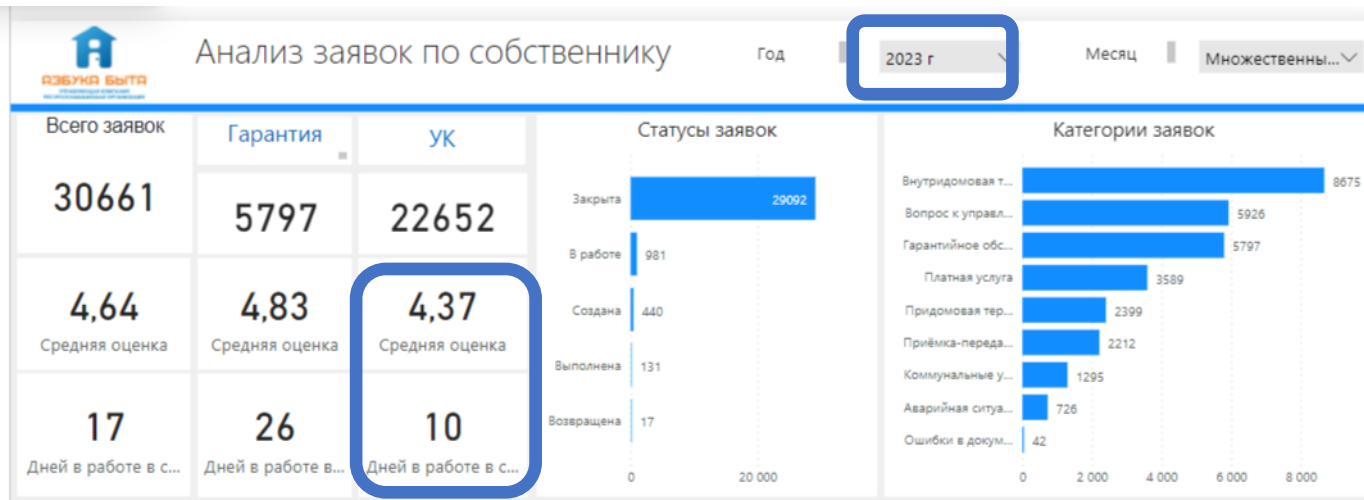 АЗБУКА БЫТА
Анализ заявок по собственнику
Год
2023 г
Месяц
Множественны...
Всего заявок
30661
4,64
Средняя оценка
17
Дней в работе в с...
Гарантия
5797
4,83
Средняя оценка
26
Дней в работе в...
УК
22652
4,37
Средняя оценка
10
Дней в работе в с...
Статусы заявок
Закрыта 29092
В работе 981
Создана 440
Выполнена 131
Возвращена 17
0 20 000
Категории заявок
Внутридомовая т... 8675
Вопрос к управл... 5926
Гарантийное обс... 5797
Платная услуга 3589
Придомовая тер... 2399
Приёмка-переда... 2212
Коммунальные у... 1295
Аварийная ситуа... 726
Ошибки в докум... 42
0 2 000 4 000 6 000 8 000